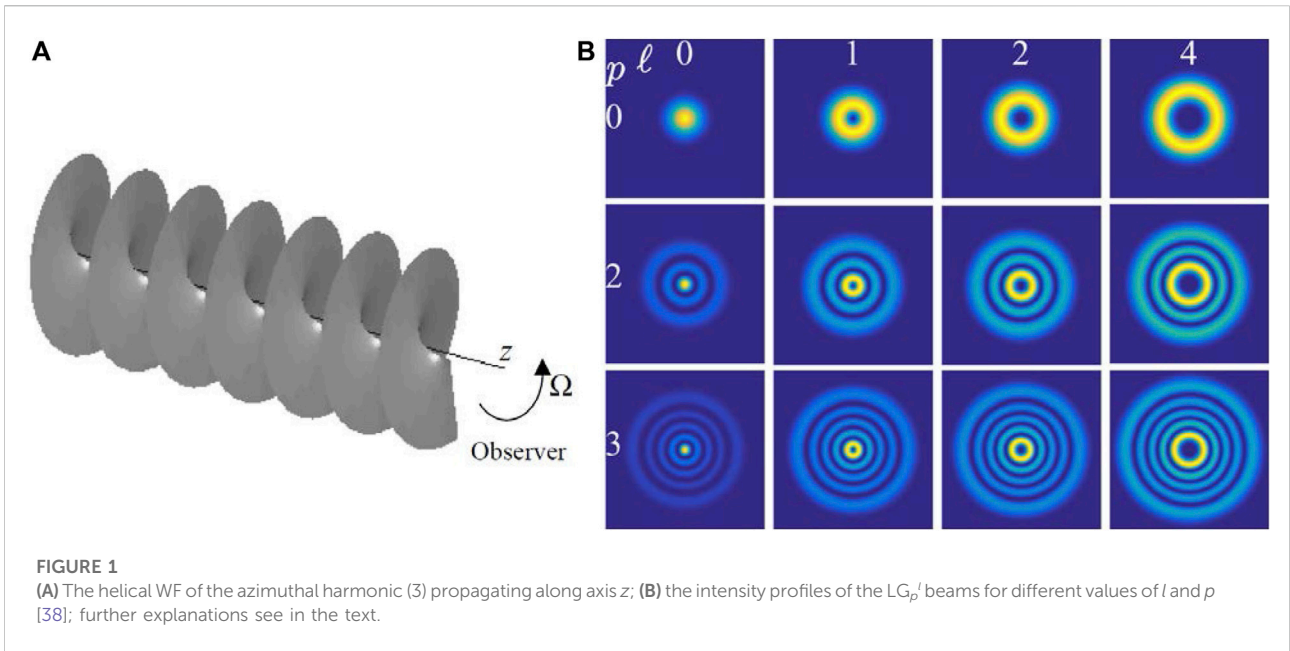 A
z
Ω
Observer
B
p ℓ 0 1 2 4
0
2
3
FIGURE 1
(A) The helical WF of the azimuthal harmonic (3) propagating along axis z; (B) the intensity profiles of the LGₚˡ beams for different values of l and p
[38]; further explanations see in the text.